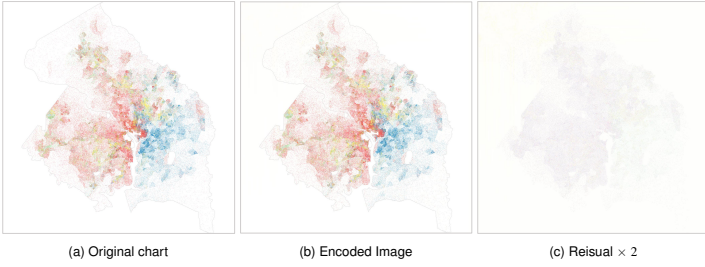 (a) Original chart
(b) Encoded Image
(c) Reisual × 2